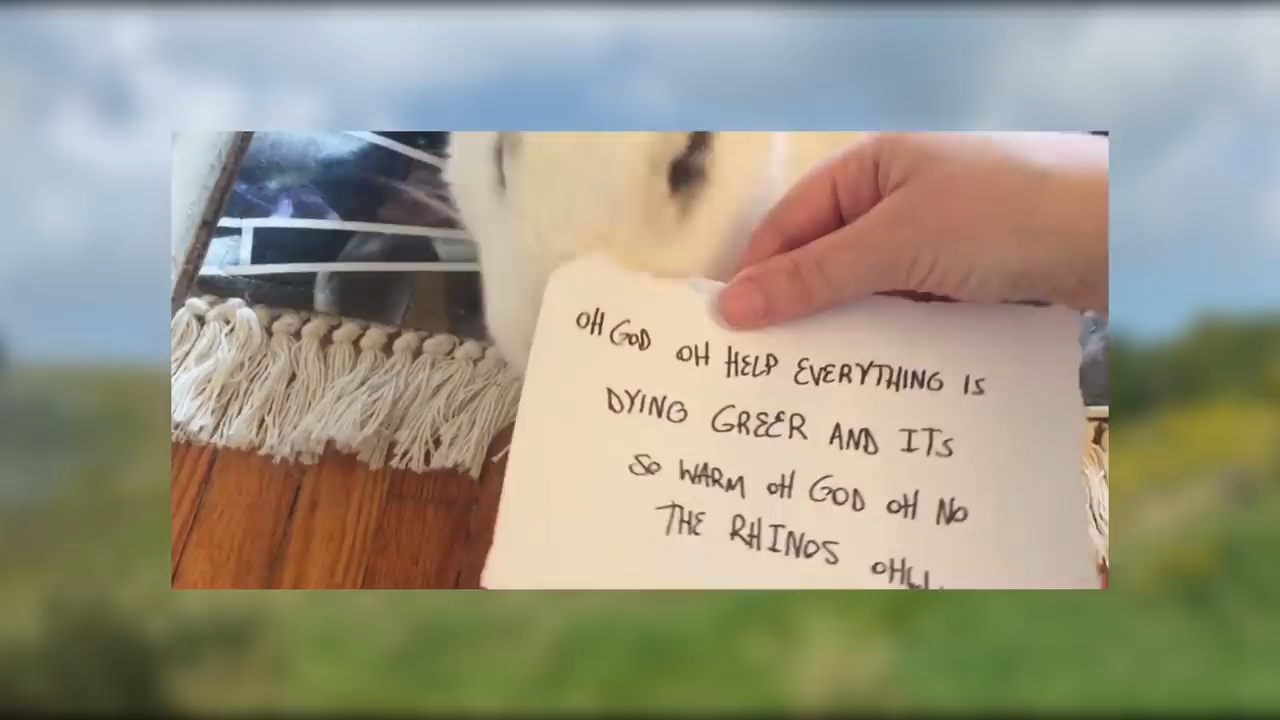 OH GOD OH HELP EVERYTHING IS
DYING GREER AND ITS
SO WARM OH GOD OH NO
THE RHINOS